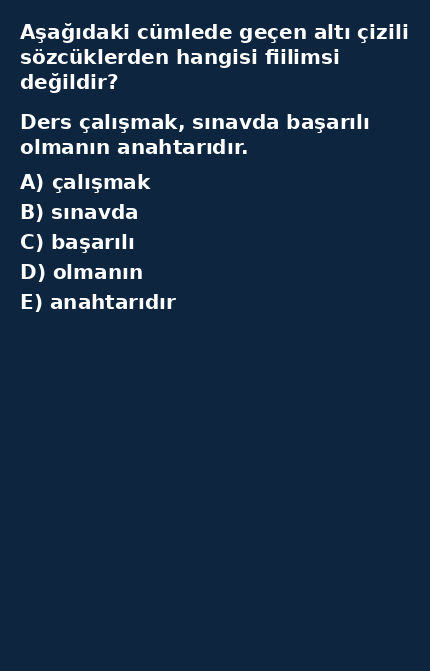 Aşağıdaki cümlede geçen altı çizili
sözcüklerden hangisi fiilimsi
değildir?
Ders çalışmak, sınavda başarılı
olmanın anahtarıdır.
A) çalışmak
B) sınavda
C) başarılı
D) olmanın
E) anahtarıdır